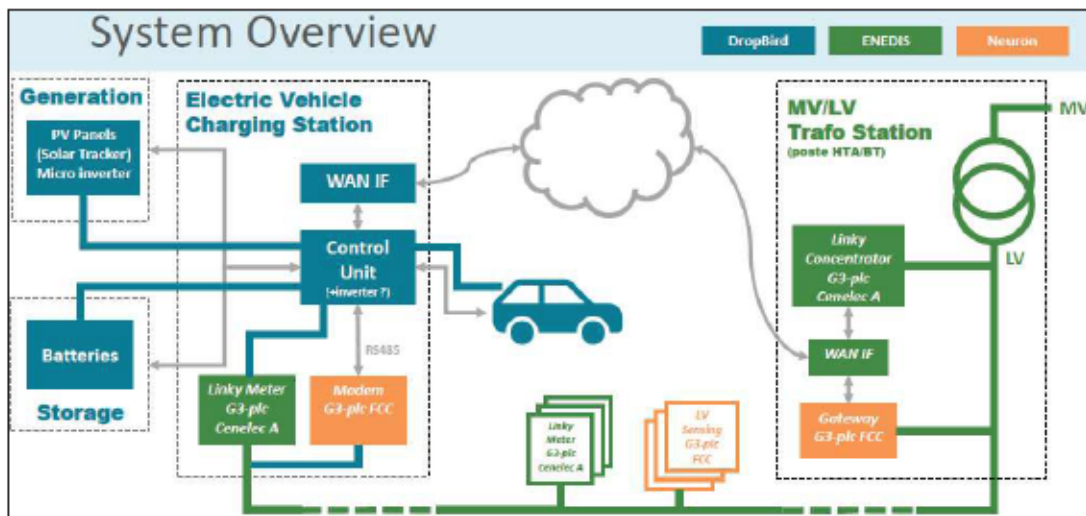 System Overview
DropBird
ENEDIS
Neuron
Generation
PV Panels
(Solar Tracker)
Micro inverter
Electric Vehicle
Charging Station
WAN IF
Control
Unit
(+inverter ?)
RS485
Storage
Batteries
Linky Meter
G3-plc
Cenelec A
Modem
G3-plc FCC
Linky
Meter
G3-plc
Cenelec A
LV
Sensing
G3-plc
FCC
MV/LV
Trafo Station
(poste HTA/BT)
MV
LV
Linky
Concentrator
G3-plc
Cenelec A
WAN IF
Gateway
G3-plc FCC